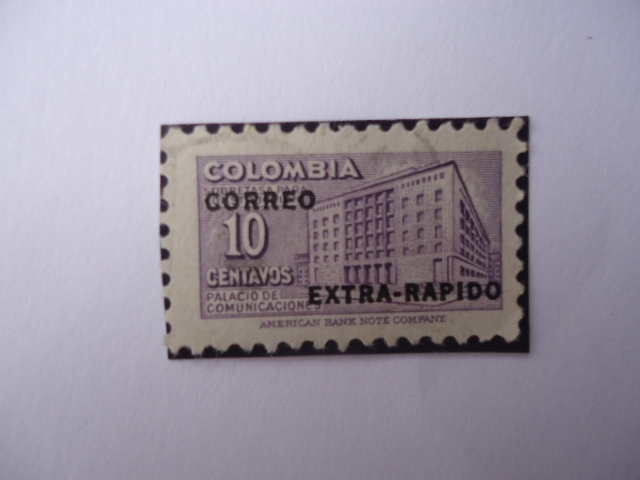 COLOMBIA
SOBRETASA PARA
CORREO
10
CENTAVOS
EXTRA-RAPIDO
PALACIO DE
COMUNICACIONES
AMERICAN BANK NOTE COMPANY.